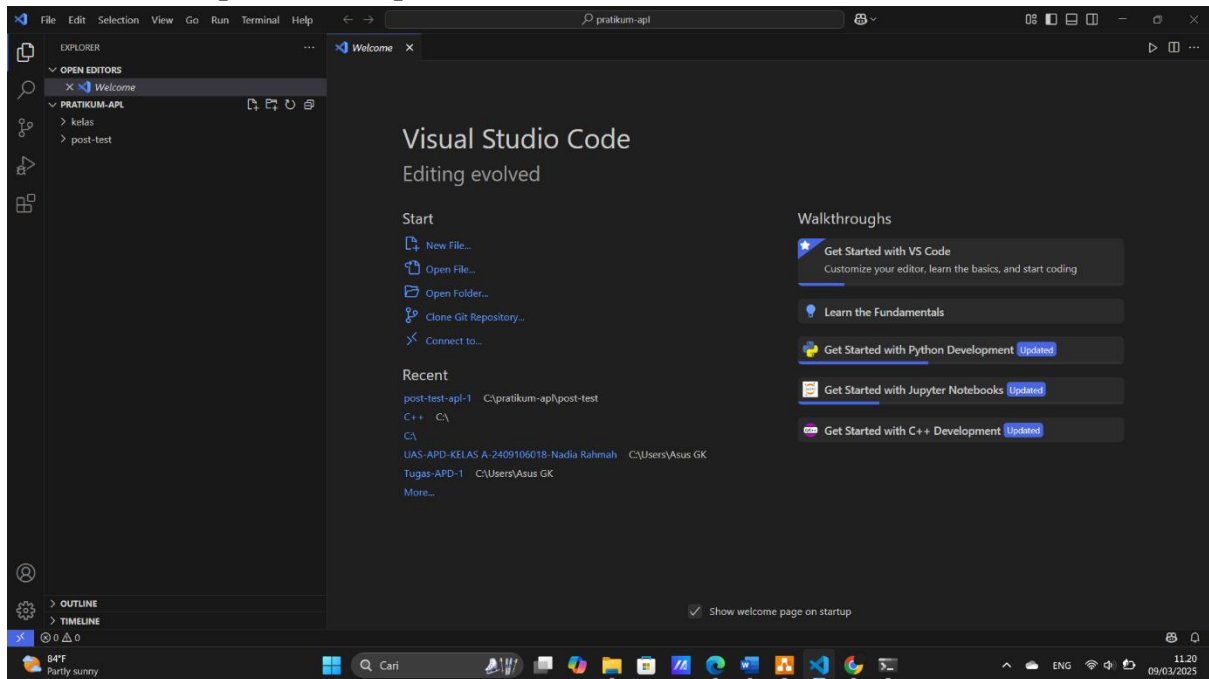 File Edit Selection View Go Run Terminal Help
pratikum-apl
EXPLORER
Welcome
OPEN EDITORS
Welcome
PRATIKUM-APL
kelas
post-test
Visual Studio Code
Editing evolved
Start
New File...
Open File...
Open Folder...
Clone Git Repository...
Connect to...
Recent
post-test-apl-1 C:\pratikum-apl\post-test
C++ C:\
C:\
UAS-APD-KELAS A-2409106018-Nadia Rahmah C:\Users\Asus GK
Tugas-APD-1 C:\Users\Asus GK
More...
Walkthroughs
Get Started with VS Code
Customize your editor, learn the basics, and start coding
Learn the Fundamentals
Get Started with Python Development Updated
Get Started with Jupyter Notebooks Updated
Get Started with C++ Development Updated
Show welcome page on startup
OUTLINE
TIMELINE
0 0
84°F
Partly sunny
Cari
ENG
11.20
09/03/2025